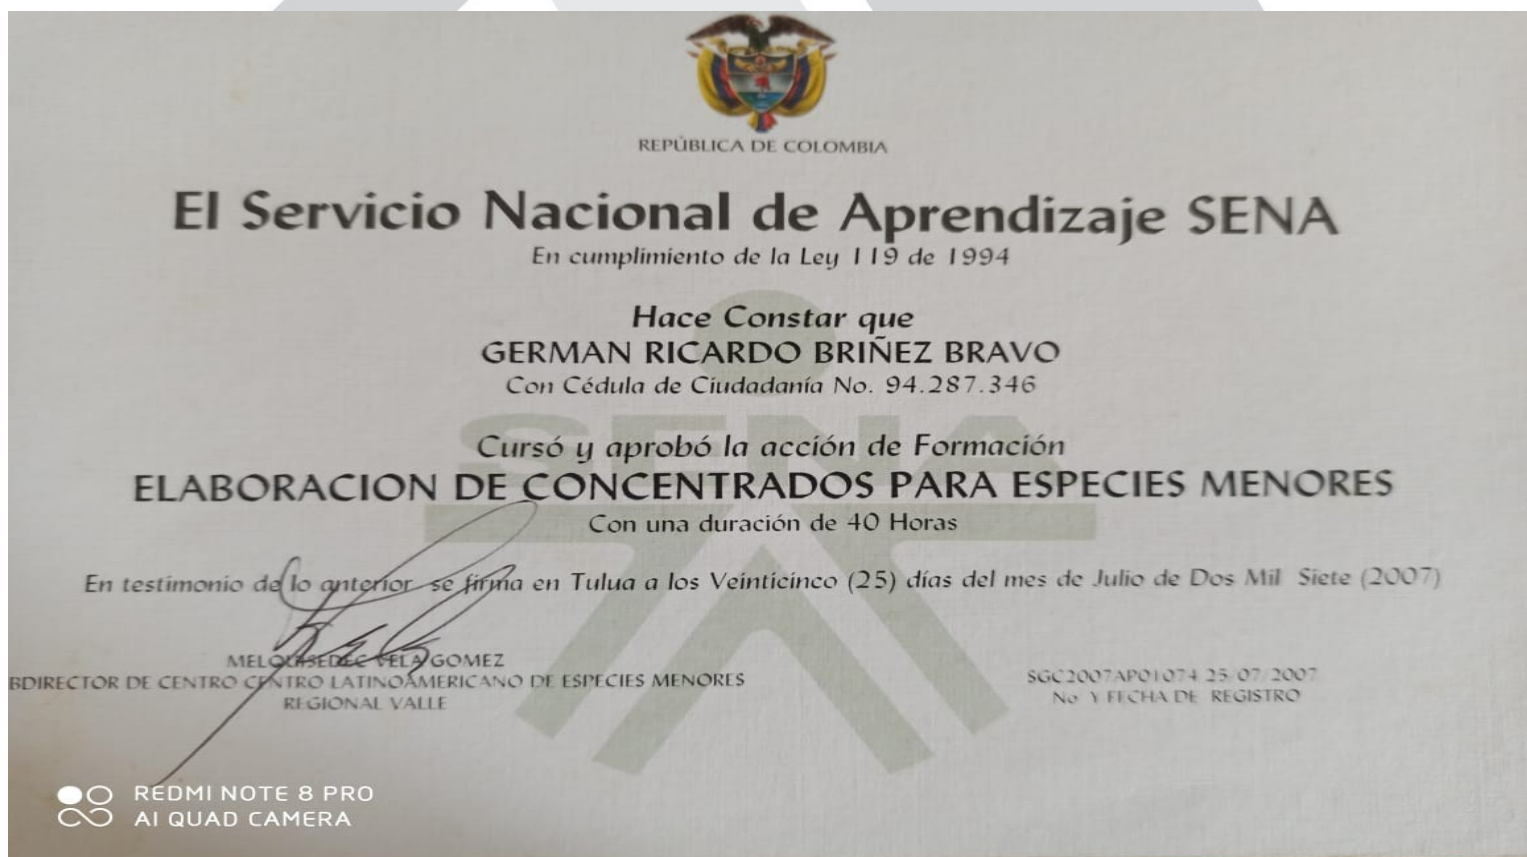 REPÚBLICA DE COLOMBIA
El Servicio Nacional de Aprendizaje SENA
En cumplimiento de la Ley 119 de 1994
Hace Constar que
GERMAN RICARDO BRIÑEZ BRAVO
Con Cédula de Ciudadanía No. 94.287.346
SENA
Cursó y aprobó la acción de Formación
ELABORACION DE CONCENTRADOS PARA ESPECIES MENORES
Con una duración de 40 Horas
En testimonio de lo anterior se firma en Tulua a los Veinticinco (25) días del mes de Julio de Dos Mil Siete (2007)
MELQUISEDEC VELA GOMEZ
BDIRECTOR DE CENTRO CENTRO LATINOAMERICANO DE ESPECIES MENORES
REGIONAL VALLE
SGC2007AP01074 25/07/2007
No Y FECHA DE REGISTRO
REDMI NOTE 8 PRO
AI QUAD CAMERA